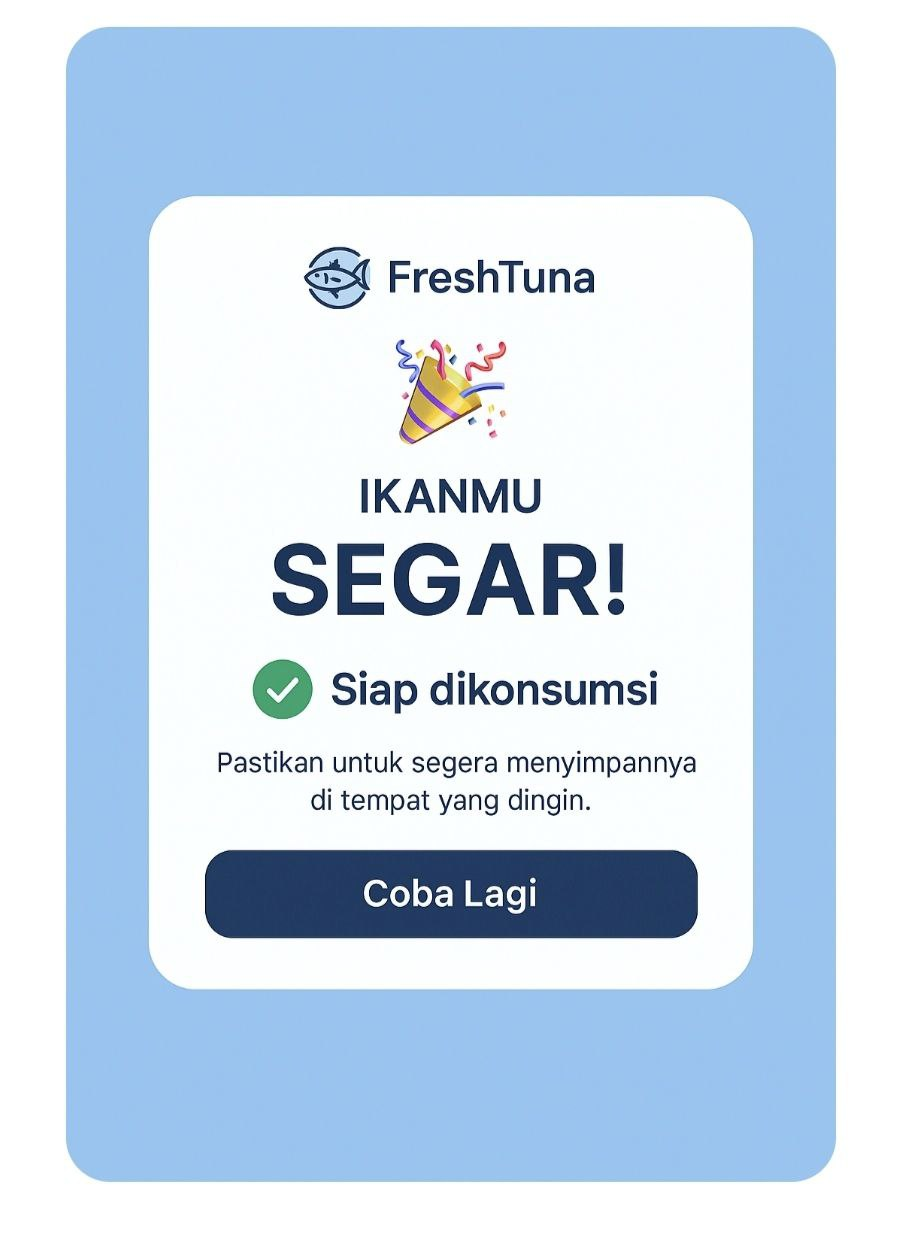 FreshTuna
IKANMU
SEGAR!
Siap dikonsumsi
Pastikan untuk segera menyimpannya
di tempat yang dingin.
Coba Lagi